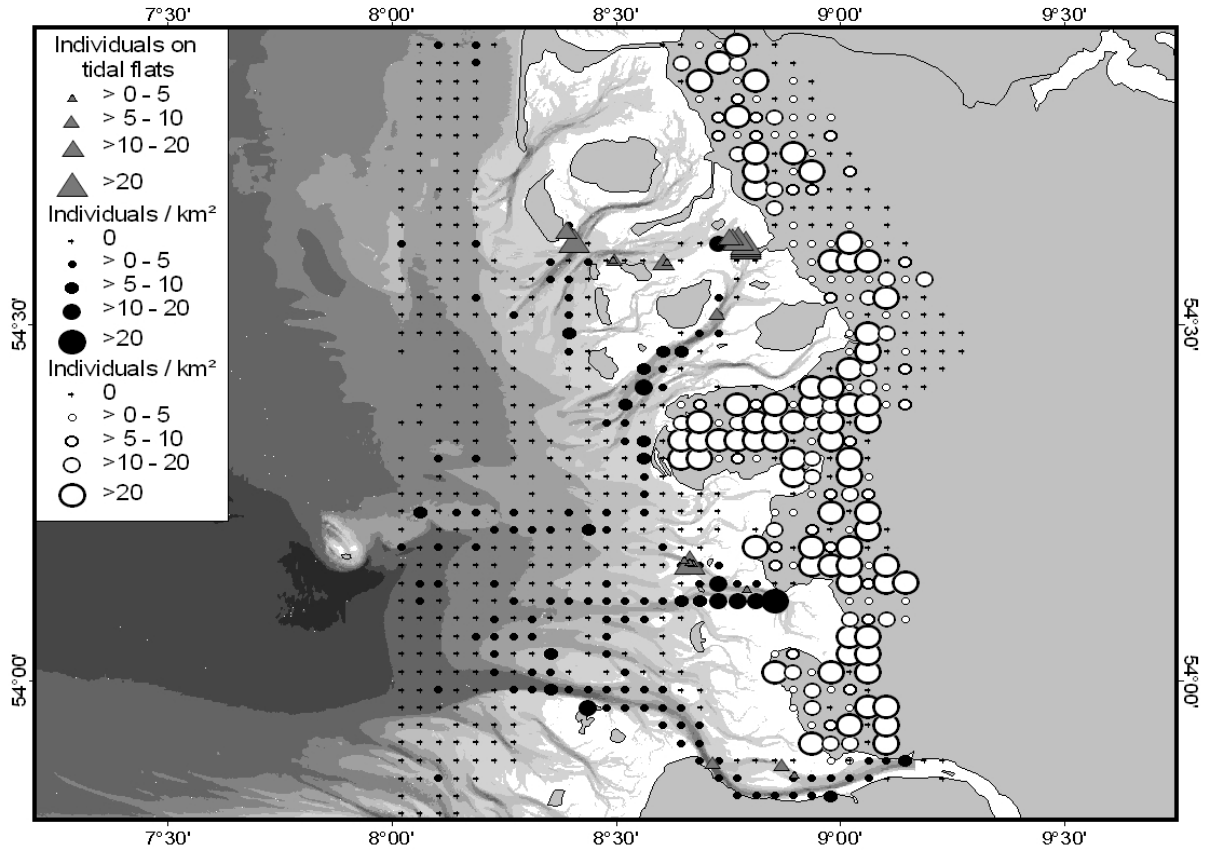 7°30' 8°00' 8°30' 9°00' 9°30'
Individuals on
tidal flats
> 0 - 5
> 5 - 10
>10 - 20
>20
Individuals / km²
0
> 0 - 5
> 5 - 10
>10 - 20
>20
Individuals / km²
0
> 0 - 5
> 5 - 10
>10 - 20
>20
54°30' 54°30'
54°00' 54°00'
7°30' 8°00' 8°30' 9°00' 9°30'